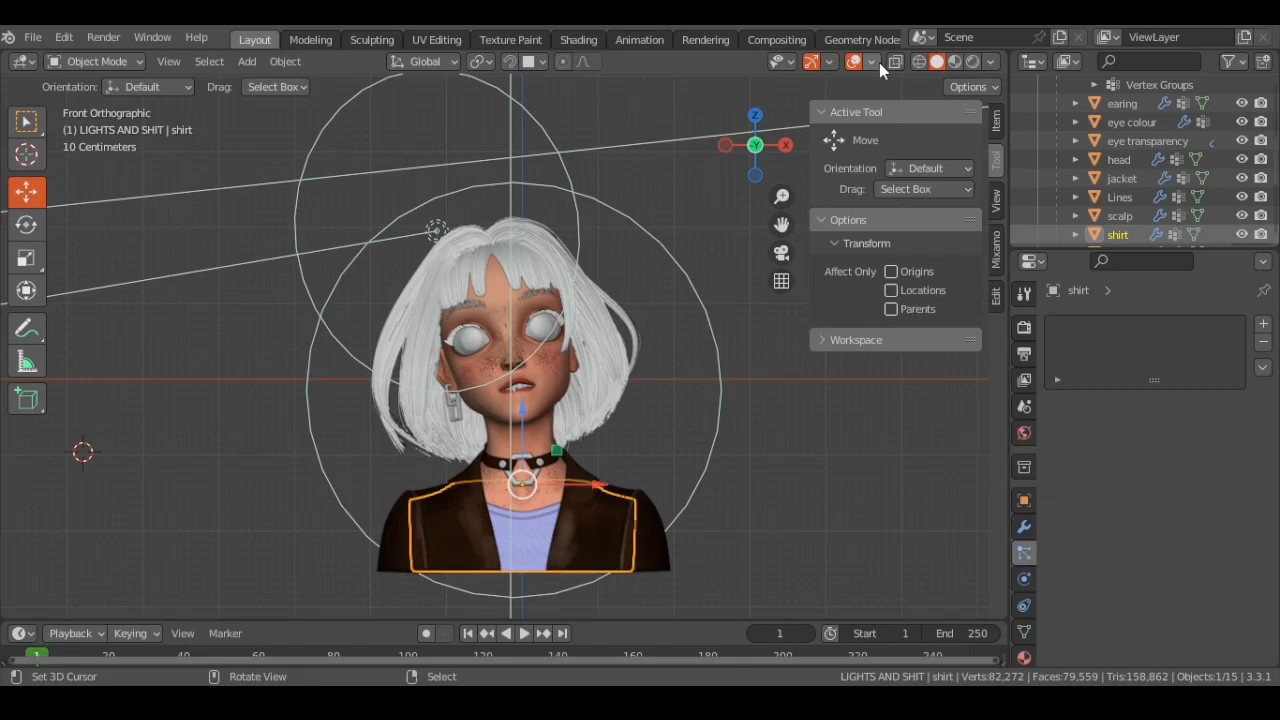 File Edit Render Window Help Layout Modeling Sculpting UV Editing Texture Paint Shading Animation Rendering Compositing Geometry Node Scene ViewLayer
Object Mode View Select Add Object Global
Orientation: Default Drag: Select Box Options
Front Orthographic
(1) LIGHTS AND SHIT | shirt
10 Centimeters
Z
-Y
X
Active Tool
Move
Orientation Default
Drag: Select Box
Options
Transform
Affect Only Origins
Locations
Parents
Workspace
Item
Tool
View
Mixamo
Edit
Vertex Groups
earing
eye colour
eye transparency
head
jacket
Lines
scalp
shirt
shirt
Playback Keying View Marker 1 Start 1 End 250
1 20 40 60 80 100 120 140 160 180 200 220 240
Set 3D Cursor Rotate View Select LIGHTS AND SHIT | shirt | Verts:82,272 | Faces:79,559 | Tris:158,862 | Objects:1/15 | 3.3.1